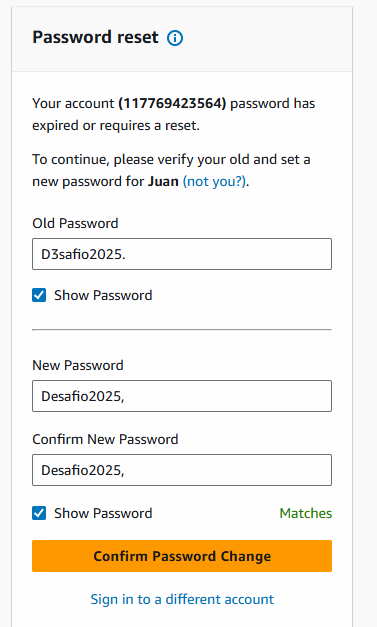 Password reset
Your account (117769423564) password has
expired or requires a reset.
To continue, please verify your old and set a
new password for Juan (not you?).
Old Password
D3safio2025.
Show Password
New Password
Desafio2025,
Confirm New Password
Desafio2025,
Show Password Matches
Confirm Password Change
Sign in to a different account